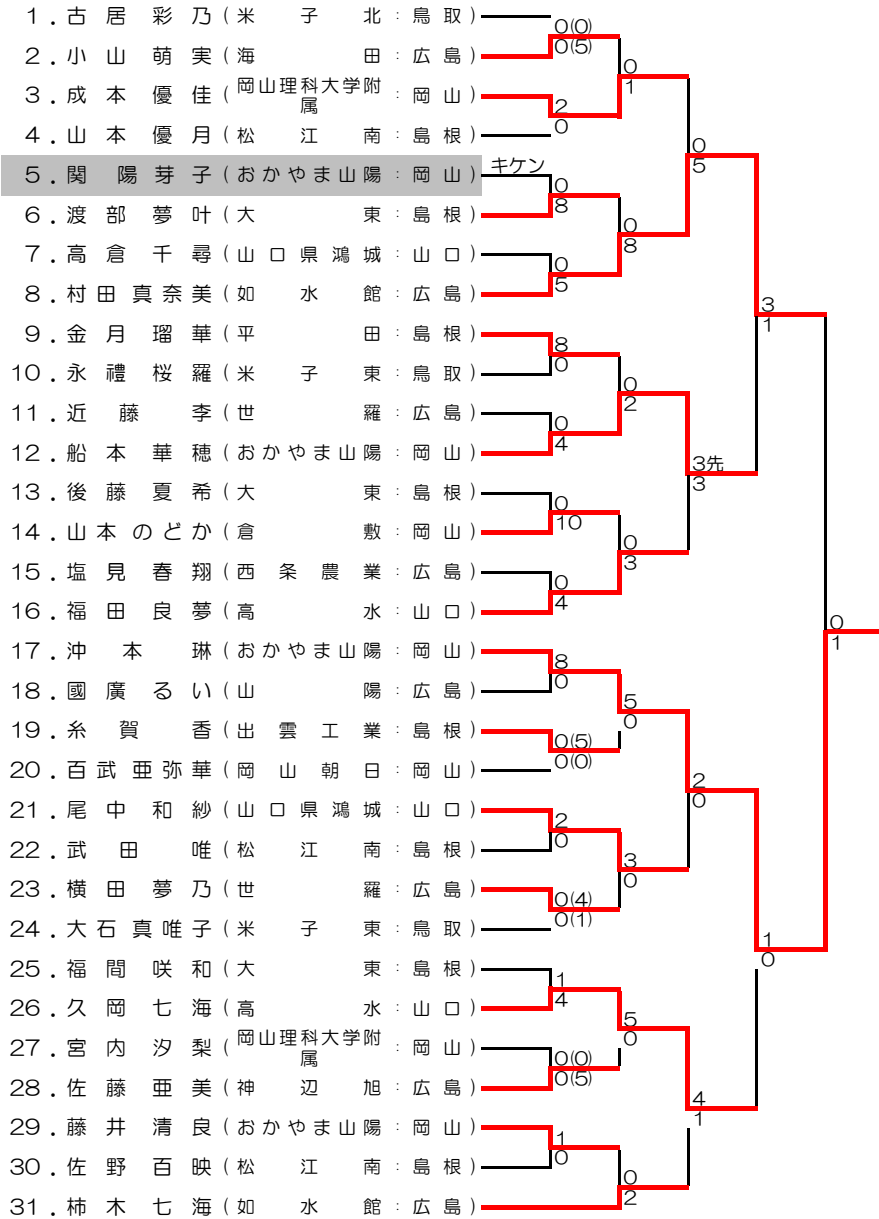 1.古居彩乃(米子北:鳥取)
0(0)
2.小山萌実(海田:広島)
0(5)
0
1
3.成本優佳(岡山理科大学附属:岡山)
2
4.山本優月(松江南:島根)
0
0
5
5.関陽芽子(おかやま山陽:岡山)
キケン
0
6.渡部夢叶(大東:島根)
8
0
8
7.高倉千尋(山口県鴻城:山口)
0
8.村田真奈美(如水館:広島)
5
3
1
9.金月瑠華(平田:島根)
8
10.永禮桜羅(米子東:鳥取)
0
0
2
11.近藤李(世羅:広島)
0
12.船本華穂(おかやま山陽:岡山)
4
3先
3
13.後藤夏希(大東:島根)
0
14.山本のどか(倉敷:岡山)
10
0
3
15.塩見春翔(西条農業:広島)
0
16.福田良夢(高水:山口)
4
0
1
17.沖本琳(おかやま山陽:岡山)
8
18.國廣るい(山陽:広島)
0
5
0
19.糸賀香(出雲工業:島根)
0(5)
20.百武亜弥華(岡山朝日:岡山)
0(0)
2
0
21.尾中和紗(山口県鴻城:山口)
2
22.武田唯(松江南:島根)
0
3
0
23.横田夢乃(世羅:広島)
0(4)
24.大石真唯子(米子東:鳥取)
0(1)
1
0
25.福間咲和(大東:島根)
1
26.久岡七海(高水:山口)
4
5
0
27.宮内汐梨(岡山理科大学附属:岡山)
0(0)
28.佐藤亜美(神辺旭:広島)
0(5)
4
1
29.藤井清良(おかやま山陽:岡山)
1
30.佐野百映(松江南:島根)
0
0
31.柿木七海(如水館:広島)
2